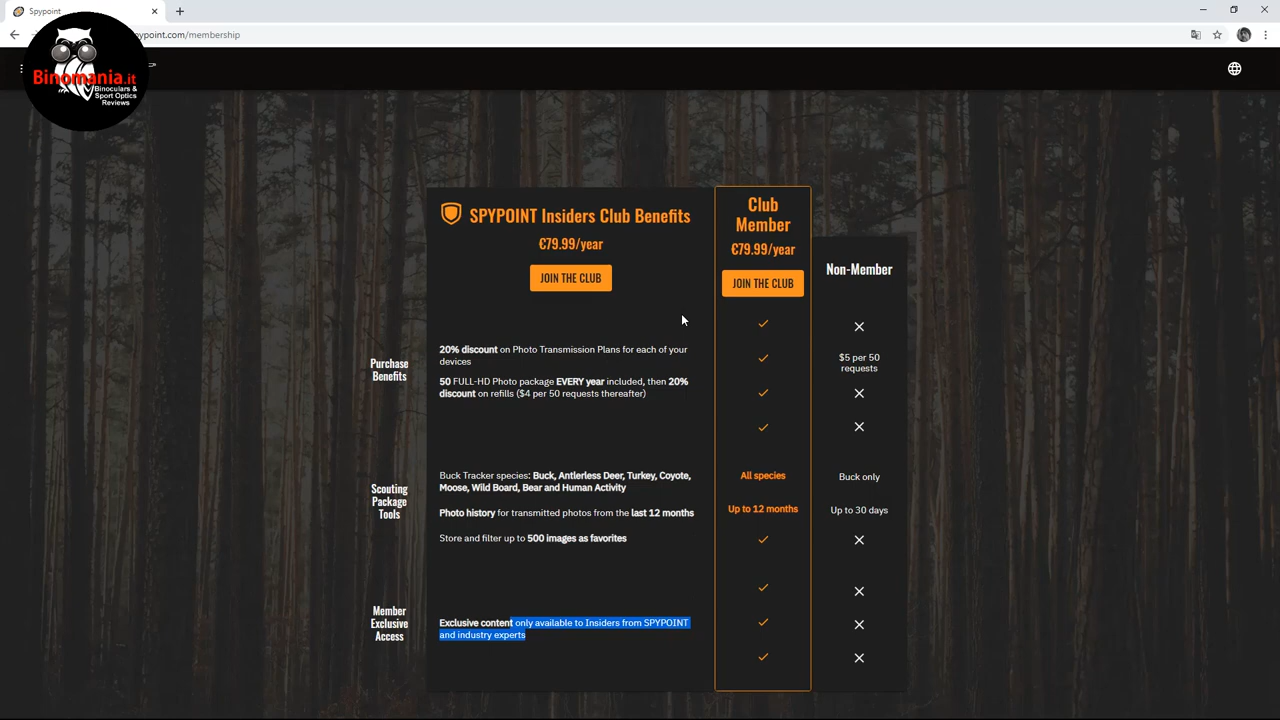 Spypoint
ypoint.com/membership
Binomania.it
Binoculars &
Sport Optics
Reviews
SPYPOINT Insiders Club Benefits
€79.99/year
JOIN THE CLUB
Club
Member
€79.99/year
JOIN THE CLUB
Non-Member
Purchase
Benefits
20% discount on Photo Transmission Plans for each of your
devices
$5 per 50
requests
50 FULL-HD Photo package EVERY year included, then 20%
discount on refills ($4 per 50 requests thereafter)
Scouting
Package
Tools
Buck Tracker species: Buck, Antlerless Deer, Turkey, Coyote,
Moose, Wild Board, Bear and Human Activity
All species
Buck only
Photo history for transmitted photos from the last 12 months
Up to 12 months
Up to 30 days
Store and filter up to 500 images as favorites
Member
Exclusive
Access
Exclusive content only available to Insiders from SPYPOINT
and industry experts